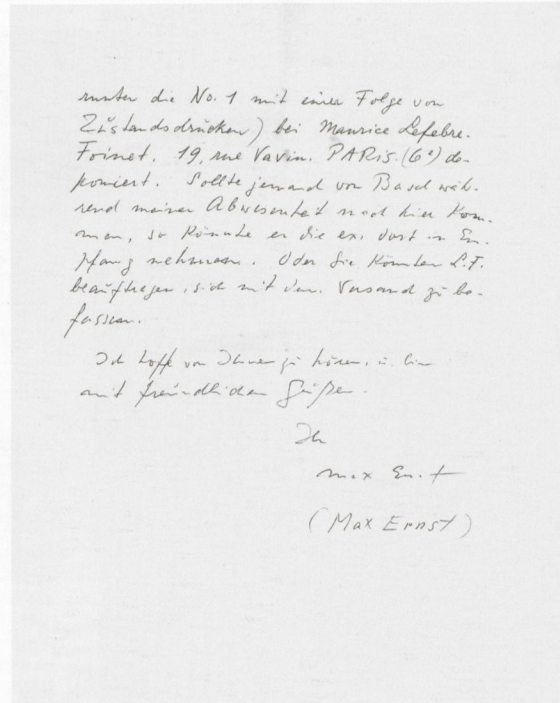 runter die No. 1 mit einer Folge von
Zustandsdrucken) bei Maurice Lefebre-
Foinet. 19, rue Vavin. PARIS (6e) de-
poniert. Sollte jemand von Basel wäh-
rend meiner Abwesenheit nach hier kom-
men, so könnte er die ex. dort in Em-
pfang nehmen. Oder Sie könnten L.F.
beauftragen, sich mit dem Versand zu be-
fassen.
Ich hoffe von Ihnen zu hören, u. bin
mit freundlichen Grüßen.
Ihr
max Ernst
(Max Ernst)